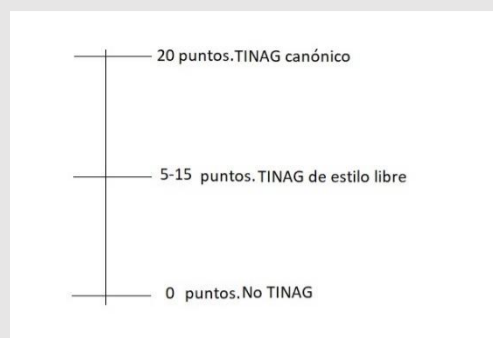 20 puntos.TINAG canónico
5-15 puntos.TINAG de estilo libre
0 puntos.No TINAG